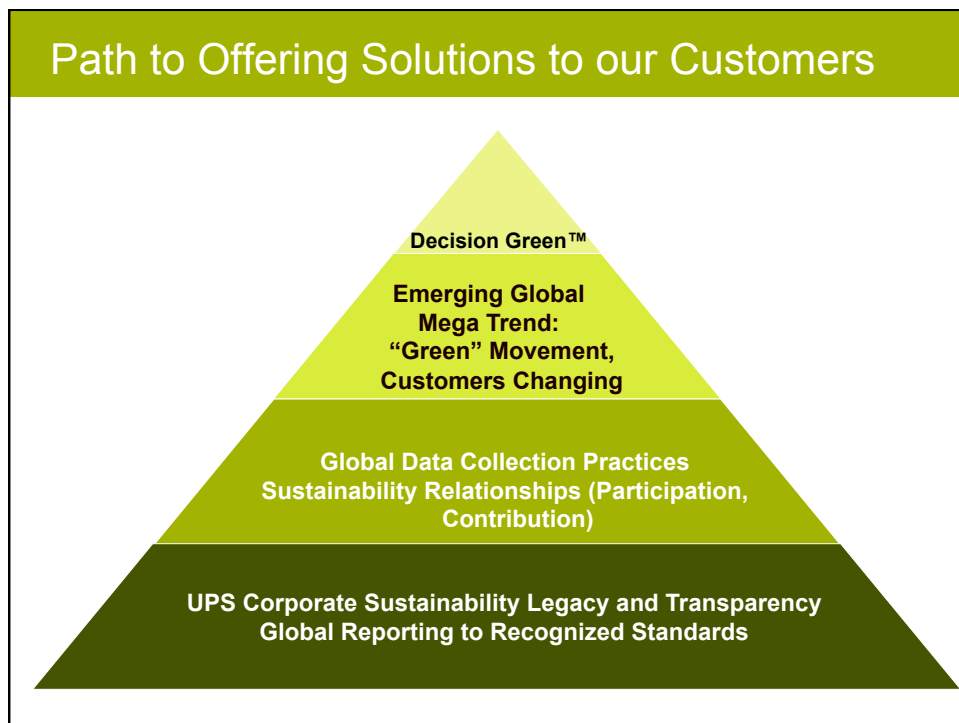 Path to Offering Solutions to our Customers
Decision Green™
Emerging Global
Mega Trend:
“Green” Movement,
Customers Changing
Global Data Collection Practices
Sustainability Relationships (Participation,
Contribution)
UPS Corporate Sustainability Legacy and Transparency
Global Reporting to Recognized Standards